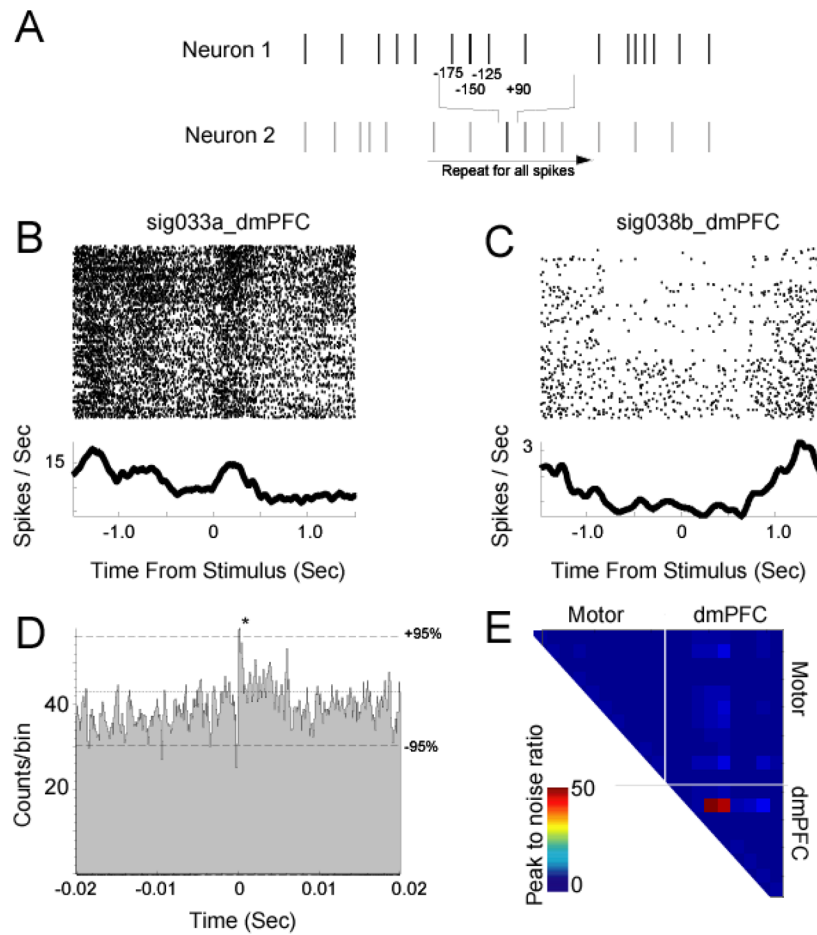 A
Neuron 1
-175 -125
-150 +90
Neuron 2
Repeat for all spikes
B
sig033a_dmPFC
15
Spikes / Sec
-1.0 0 1.0
Time From Stimulus (Sec)
C
sig038b_dmPFC
3
Spikes / Sec
-1.0 0 1.0
Time From Stimulus (Sec)
D
*
+95%
-95%
40
20
Counts/bin
-0.02 -0.01 0 0.01 0.02
Time (Sec)
E
Motor dmPFC
Motor
dmPFC
50
0
Peak to noise ratio